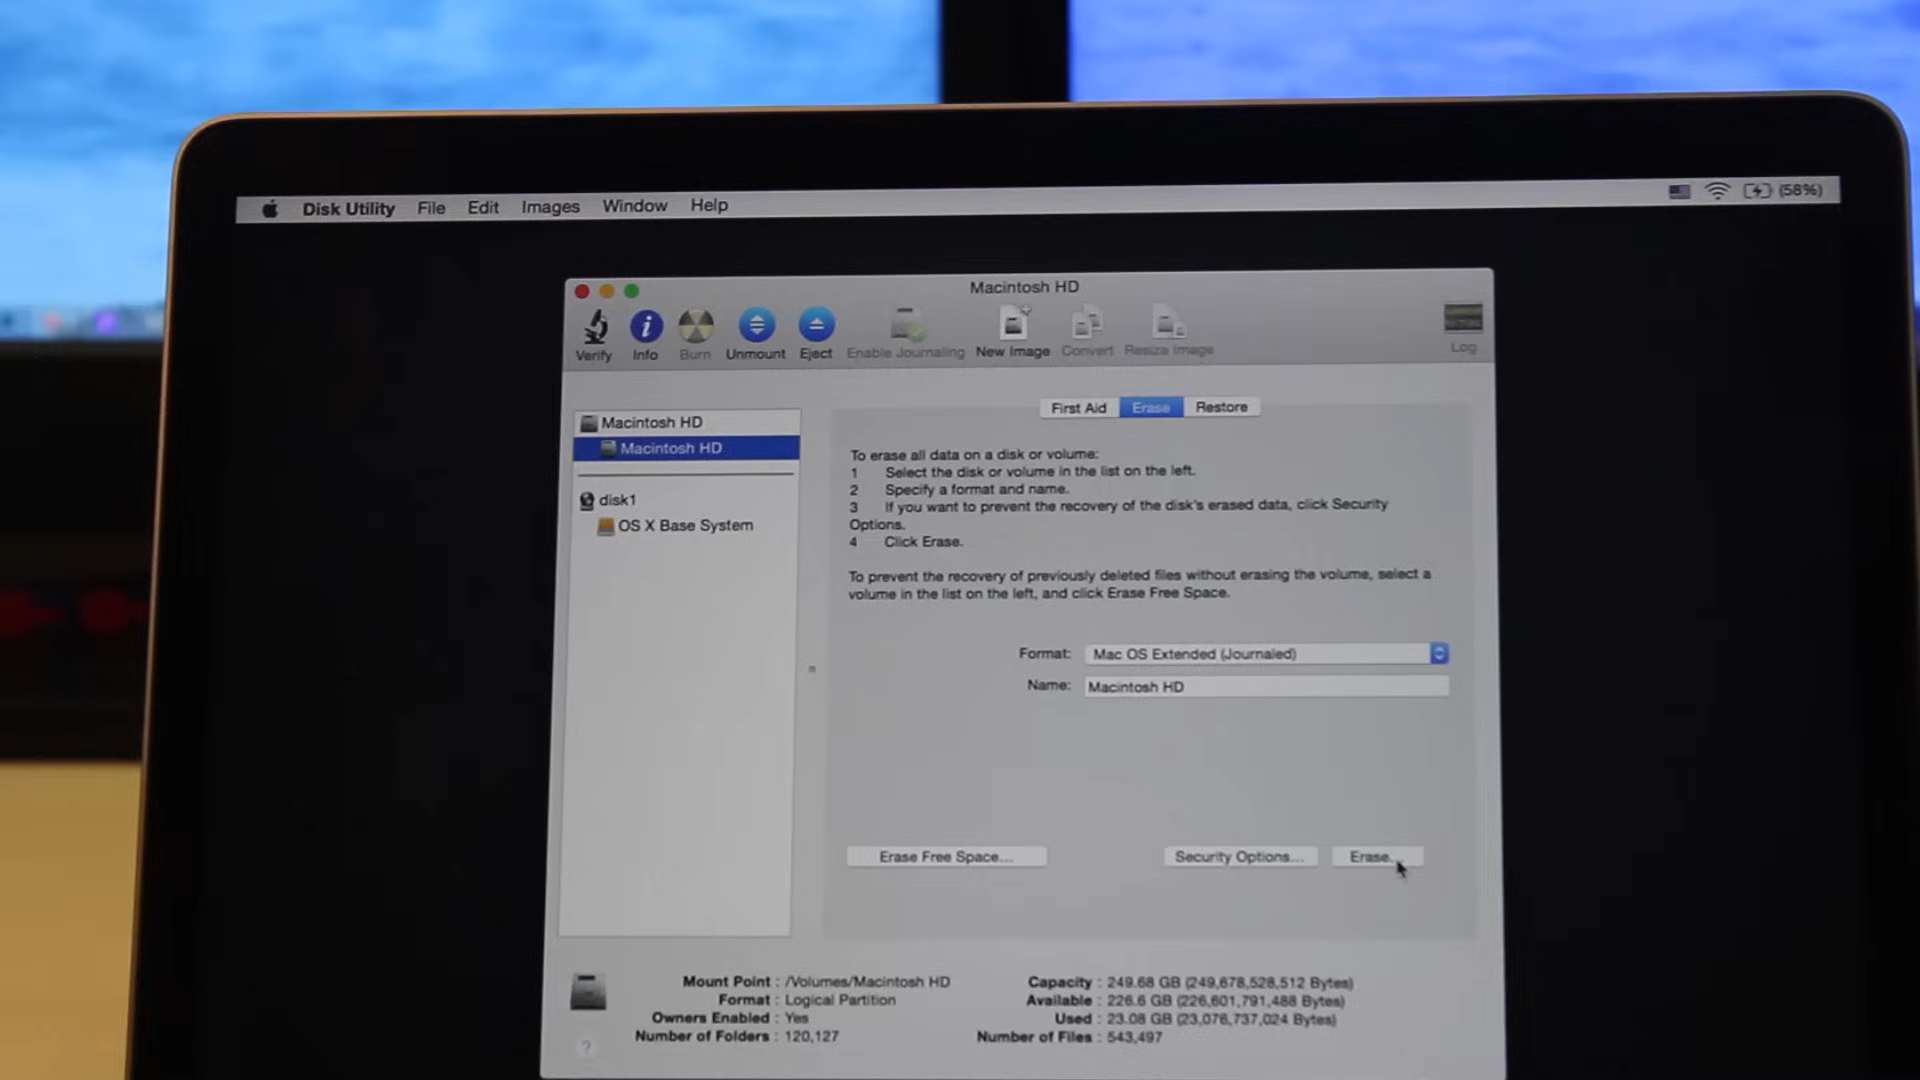 Disk Utility File Edit Images Window Help (58%)
Macintosh HD
Verify Info Burn Unmount Eject Enable Journaling New Image Convert Resize Image Log
Macintosh HD
Macintosh HD
disk1
OS X Base System
First Aid Erase Restore
To erase all data on a disk or volume:
1 Select the disk or volume in the list on the left.
2 Specify a format and name.
3 If you want to prevent the recovery of the disk's erased data, click Security
Options.
4 Click Erase.
To prevent the recovery of previously deleted files without erasing the volume, select a
volume in the list on the left, and click Erase Free Space.
Format: Mac OS Extended (Journaled)
Name: Macintosh HD
Erase Free Space... Security Options... Erase...
Mount Point : /Volumes/Macintosh HD Capacity : 249.68 GB (249,678,528,512 Bytes)
Format : Logical Partition Available : 226.6 GB (226,601,791,488 Bytes)
Owners Enabled : Yes Used : 23.08 GB (23,076,737,024 Bytes)
? Number of Folders : 120,127 Number of Files : 543,497